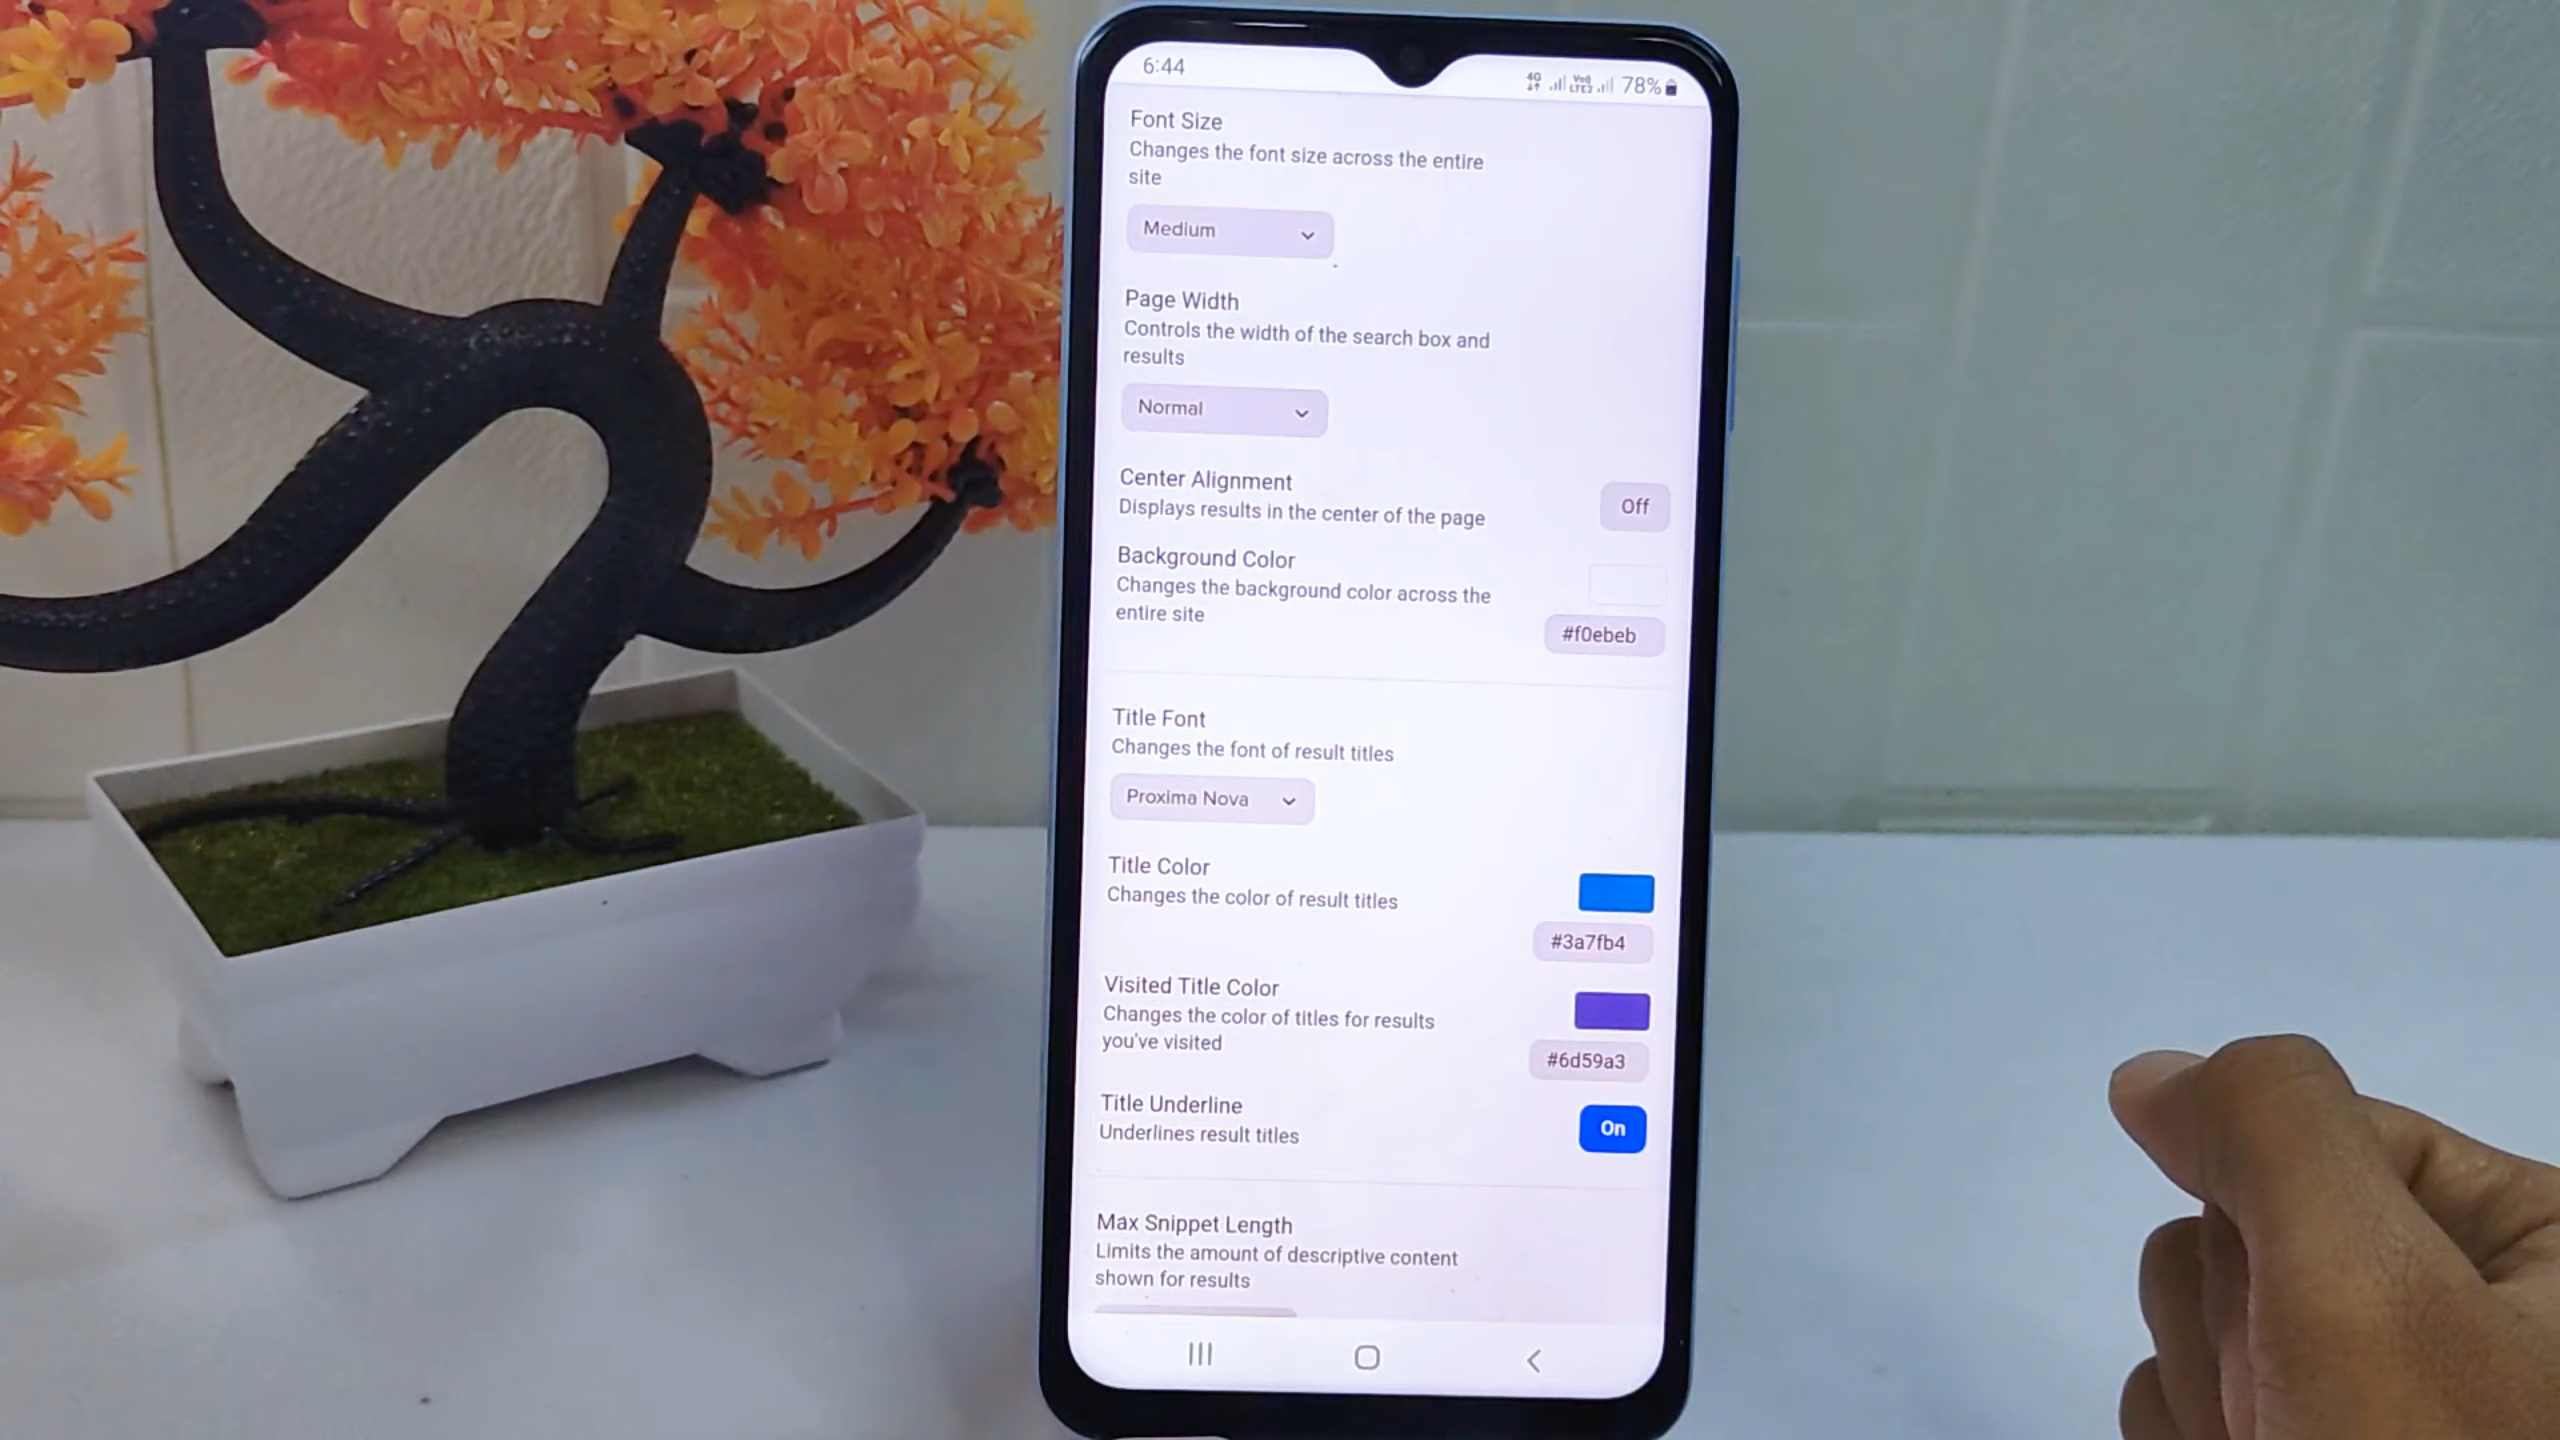 6:44
4G Vo) LTE2 78%
Font Size
Changes the font size across the entire
site
Medium
Page Width
Controls the width of the search box and
results
Normal
Center Alignment
Displays results in the center of the page
Off
Background Color
Changes the background color across the
entire site
#f0ebeb
Title Font
Changes the font of result titles
Proxima Nova
Title Color
Changes the color of result titles
#3a7fb4
Visited Title Color
Changes the color of titles for results
you've visited
#6d59a3
Title Underline
Underlines result titles
On
Max Snippet Length
Limits the amount of descriptive content
shown for results